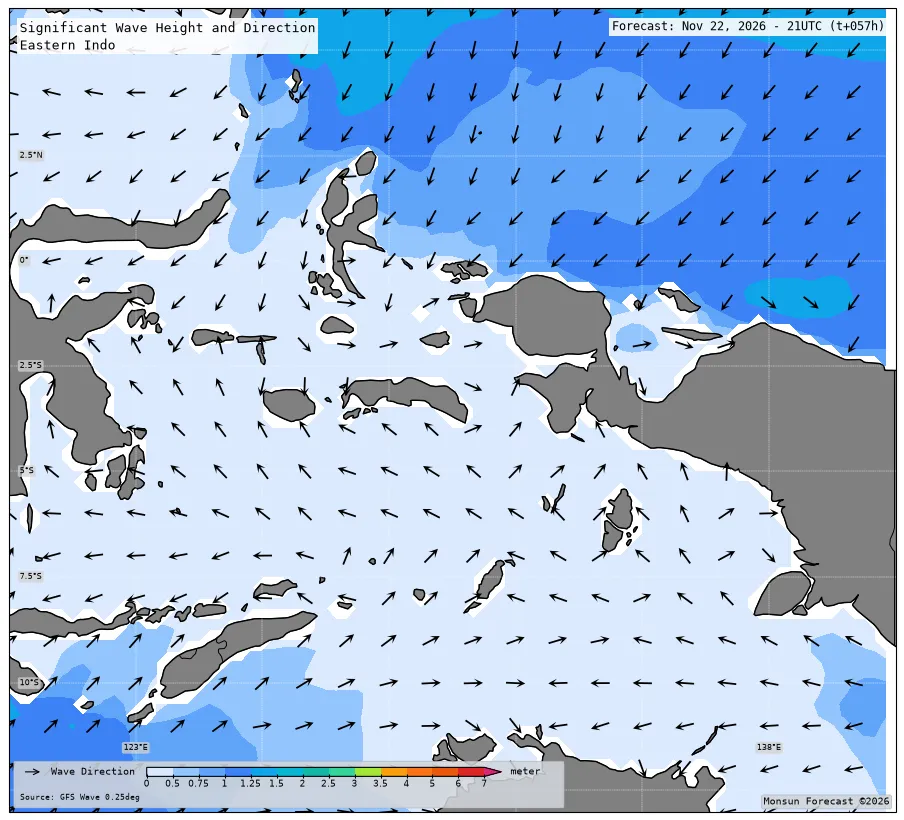 Significant Wave Height and Direction
Eastern Indo
Forecast: Nov 22, 2026 - 21UTC (t+057h)
2.5°N
0°
2.5°S
5°S
7.5°S
10°S
123°E
138°E
Wave Direction
meter
0 0.5 0.75 1 1.25 1.5 2 2.5 3 3.5 4 5 6 7
Source: GFS Wave 0.25deg
Monsun Forecast ©2026